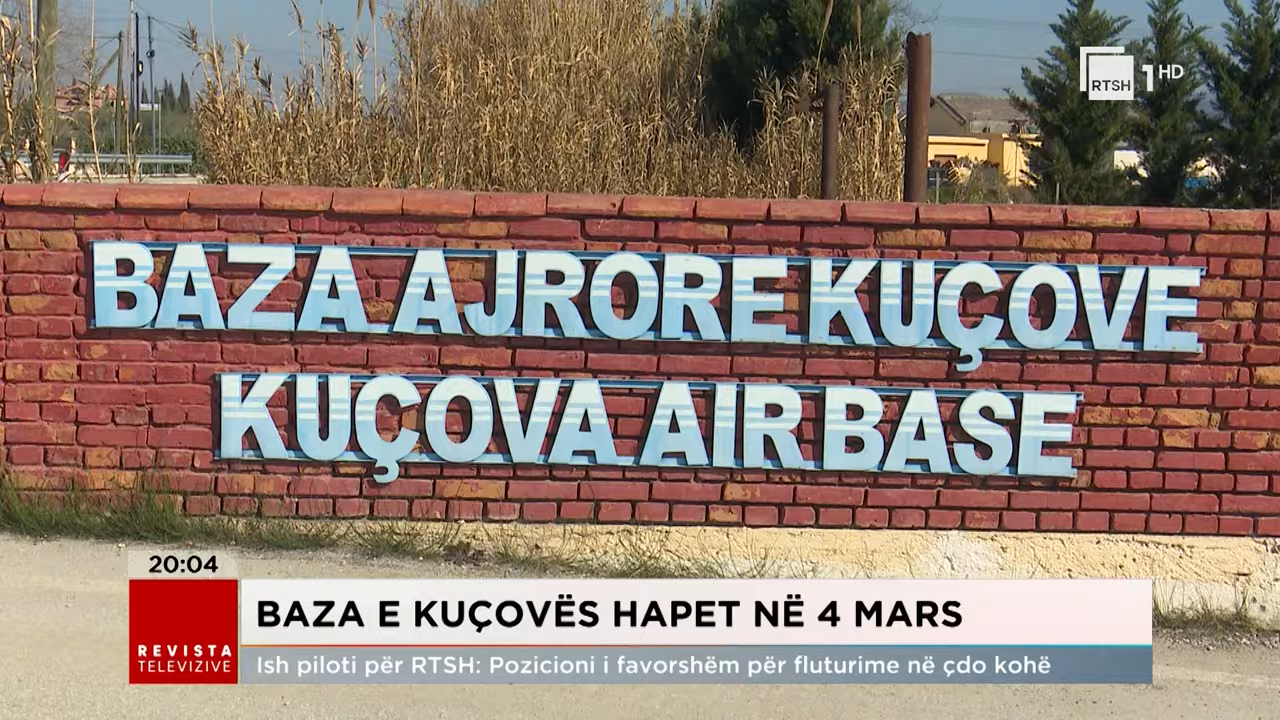 RTSH 1 HD
BAZA AJRORE KUÇOVE
KUÇOVA AIR BASE
20:04
BAZA E KUÇOVËS HAPET NË 4 MARS
REVISTA
TELEVIZIVE
Ish piloti për RTSH: Pozicioni i favorshëm për fluturime në çdo kohë